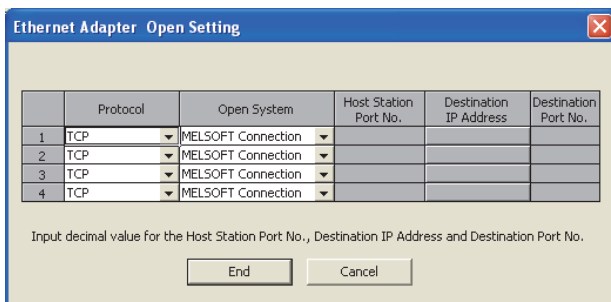 Ethernet Adapter Open Setting
Protocol Open System Host Station Port No. Destination IP Address Destination Port No.
1 TCP MELSOFT Connection
2 TCP MELSOFT Connection
3 TCP MELSOFT Connection
4 TCP MELSOFT Connection
Input decimal value for the Host Station Port No., Destination IP Address and Destination Port No.
End Cancel